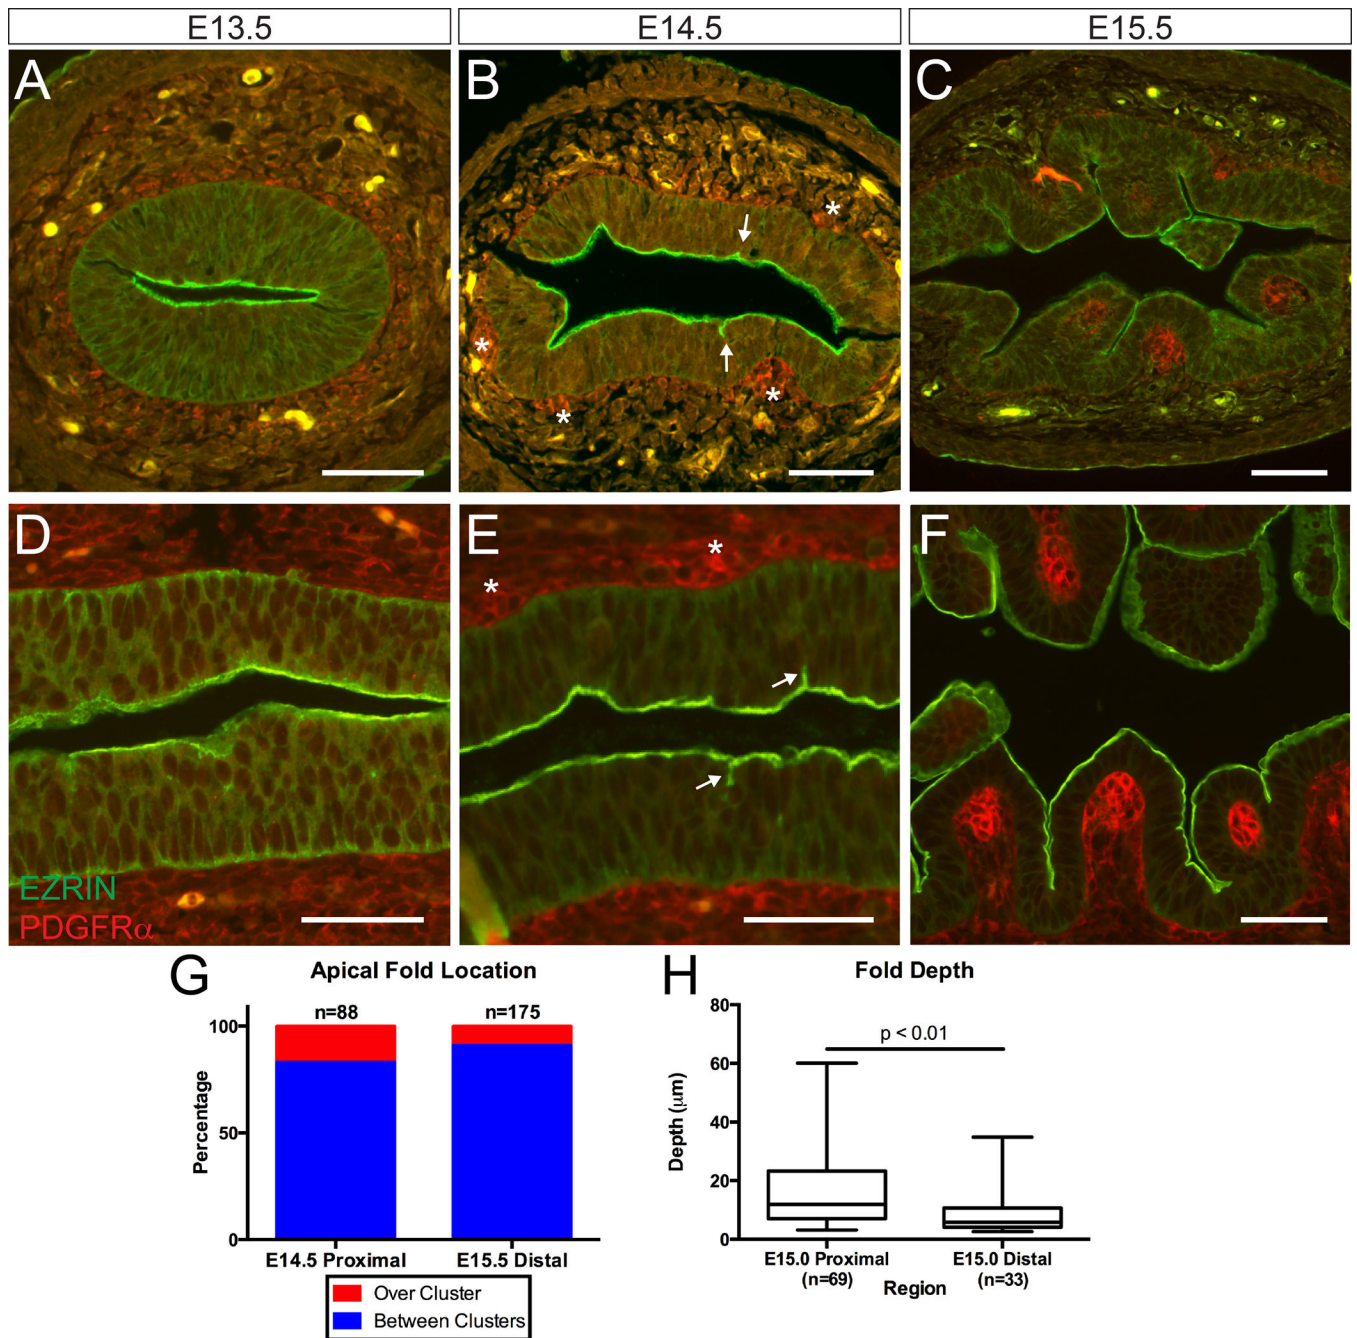 E13.5
E14.5
E15.5
A
B
*
*
*
*
C
D
EZRIN
PDGFRα
E
*
*
F
G
Apical Fold Location
n=88
n=175
100
50
0
Percentage
E14.5 Proximal
E15.5 Distal
Over Cluster
Between Clusters
H
Fold Depth
80
60
40
20
0
Depth (μm)
p < 0.01
E15.0 Proximal
(n=69)
E15.0 Distal
(n=33)
Region